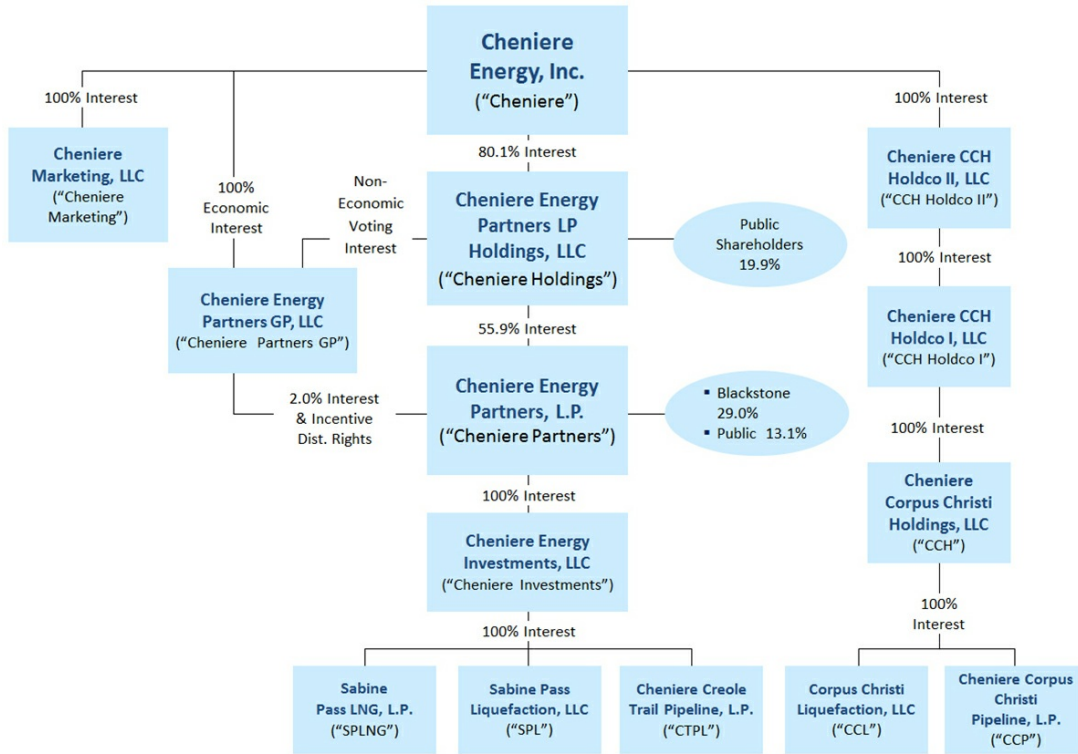 Cheniere
Energy, Inc.
("Cheniere")
100% Interest
100% Interest
80.1% Interest
Cheniere
Marketing, LLC
("Cheniere
Marketing")
100%
Economic
Interest
Non-
Economic
Voting
Interest
Cheniere Energy
Partners LP
Holdings, LLC
("Cheniere Holdings")
Public
Shareholders
19.9%
Cheniere CCH
Holdco II, LLC
("CCH Holdco II")
100% Interest
Cheniere Energy
Partners GP, LLC
("Cheniere Partners GP")
55.9% Interest
Cheniere CCH
Holdco I, LLC
("CCH Holdco I")
2.0% Interest
& Incentive
Dist. Rights
Cheniere Energy
Partners, L.P.
("Cheniere Partners")
▪ Blackstone
29.0%
▪ Public 13.1%
100% Interest
100% Interest
Cheniere Energy
Investments, LLC
("Cheniere Investments")
Cheniere
Corpus Christi
Holdings, LLC
("CCH")
100% Interest
100%
Interest
Sabine
Pass LNG, L.P.
("SPLNG")
Sabine Pass
Liquefaction, LLC
("SPL")
Cheniere Creole
Trail Pipeline, L.P.
("CTPL")
Corpus Christi
Liquefaction, LLC
("CCL")
Cheniere Corpus
Christi
Pipeline, L.P.
("CCP")